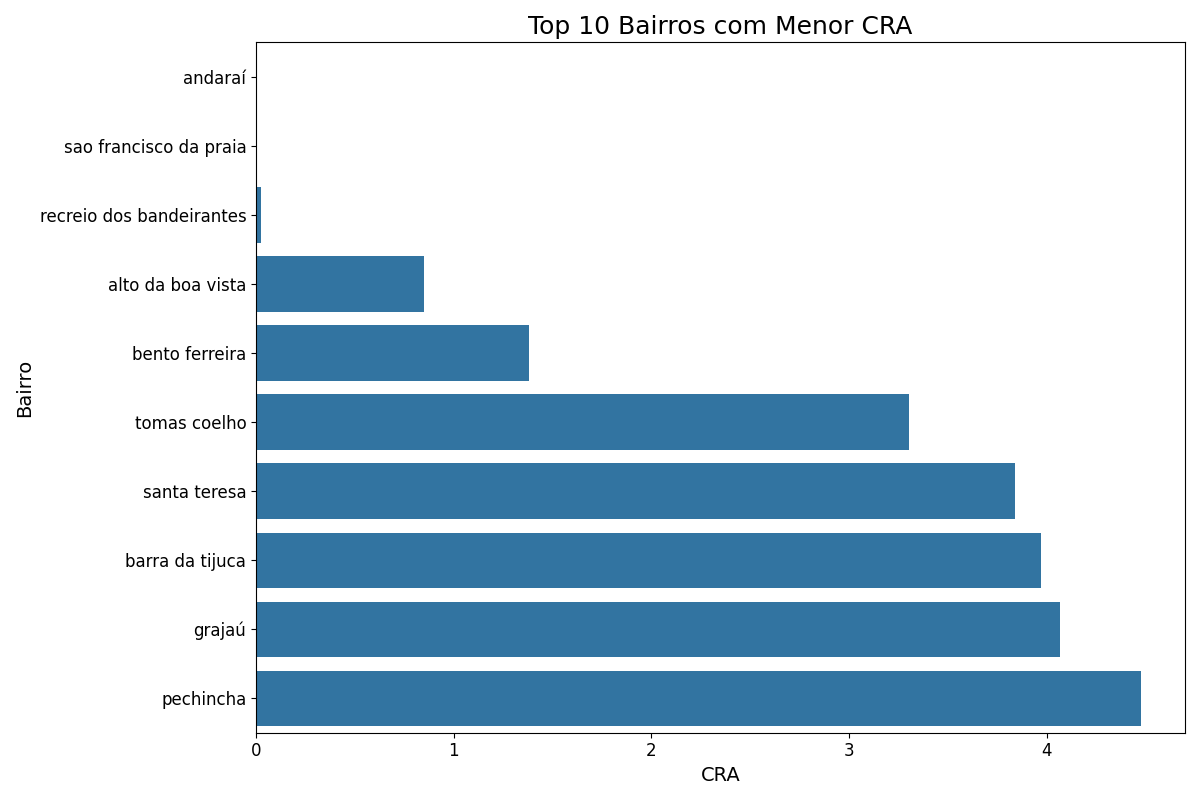 Top 10 Bairros com Menor CRA
Bairro
andaraí
sao francisco da praia
recreio dos bandeirantes
alto da boa vista
bento ferreira
tomas coelho
santa teresa
barra da tijuca
grajaú
pechincha
0 1 2 3 4
CRA